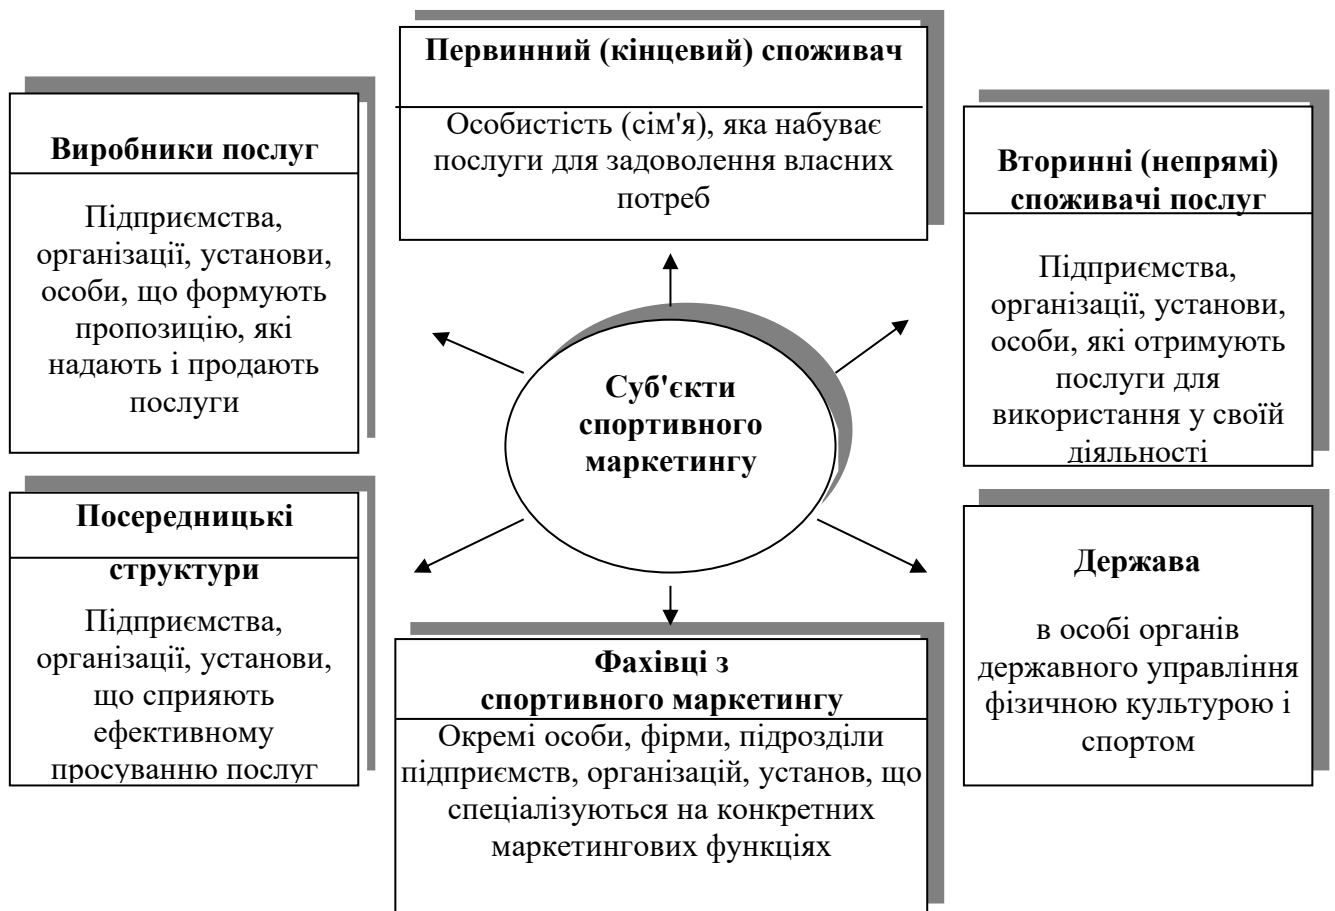 Первинний (кінцевий) споживач
Особистість (сім'я), яка набуває
послуги для задоволення власних
потреб
Виробники послуг
Підприємства,
організації, установи,
особи, що формують
пропозицію, які
надають і продають
послуги
Вторинні (непрямі)
споживачі послуг
Підприємства,
організації, установи,
особи, які отримують
послуги для
використання у своїй
діяльності
Суб'єкти
спортивного
маркетингу
Посередницькі
структури
Підприємства,
організації, установи,
що сприяють
ефективному
просуванню послуг
Фахівці з
спортивного маркетингу
Окремі особи, фірми, підрозділи
підприємств, організацій, установ, що
спеціалізуються на конкретних
маркетингових функціях
Держава
в особі органів
державного управління
фізичною культурою і
спортом